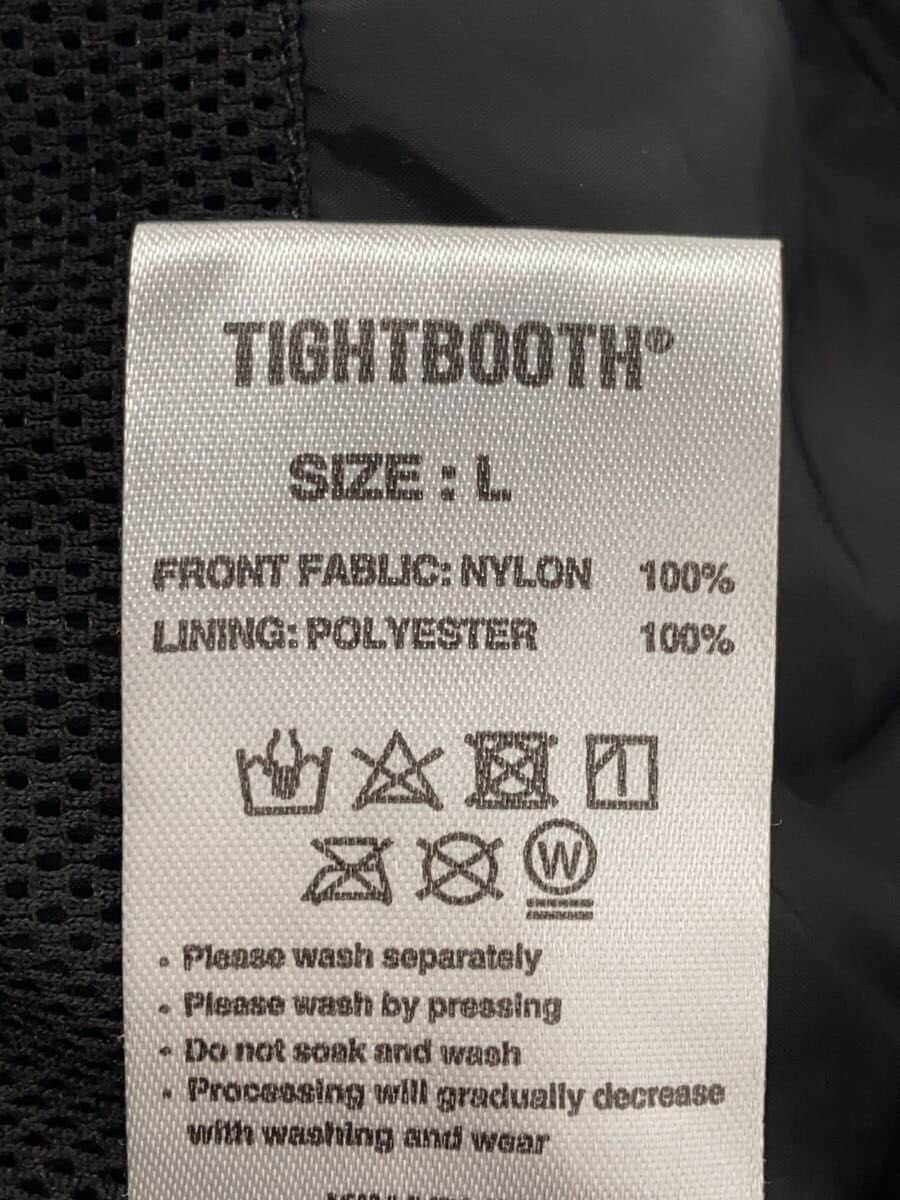 TIGHTBOOTH®
SIZE : L
FRONT FABLIC: NYLON 100%
LINING: POLYESTER 100%
W
• Please wash separately
• Please wash by pressing
• Do not soak and wash
• Processing will gradually decrease
with washing and wear